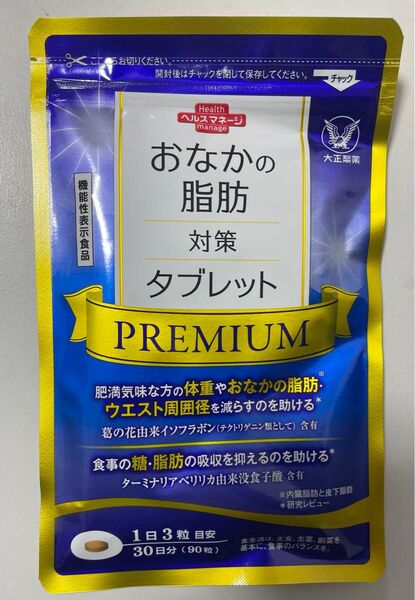 ここからお切りください。
開封後はチャックを閉じて保存してください。
チャック
Health
ヘルスマネージ
manage
大正製薬
機能性表示食品
おなかの
脂肪
対策
タブレット
PREMIUM
肥満気味な方の体重やおなかの脂肪※・
ウエスト周囲径を減らすのを助ける*
葛の花由来イソフラボン(テクトリゲニン類として)含有
食事の糖・脂肪の吸収を抑えるのを助ける*
ターミナリアベリリカ由来没食子酸 含有
※内臓脂肪と皮下脂肪
*研究レビュー
1日3粒目安
30日分(90粒)
食生活は、主食、主菜、副菜を
基本に、食事のバランスを。